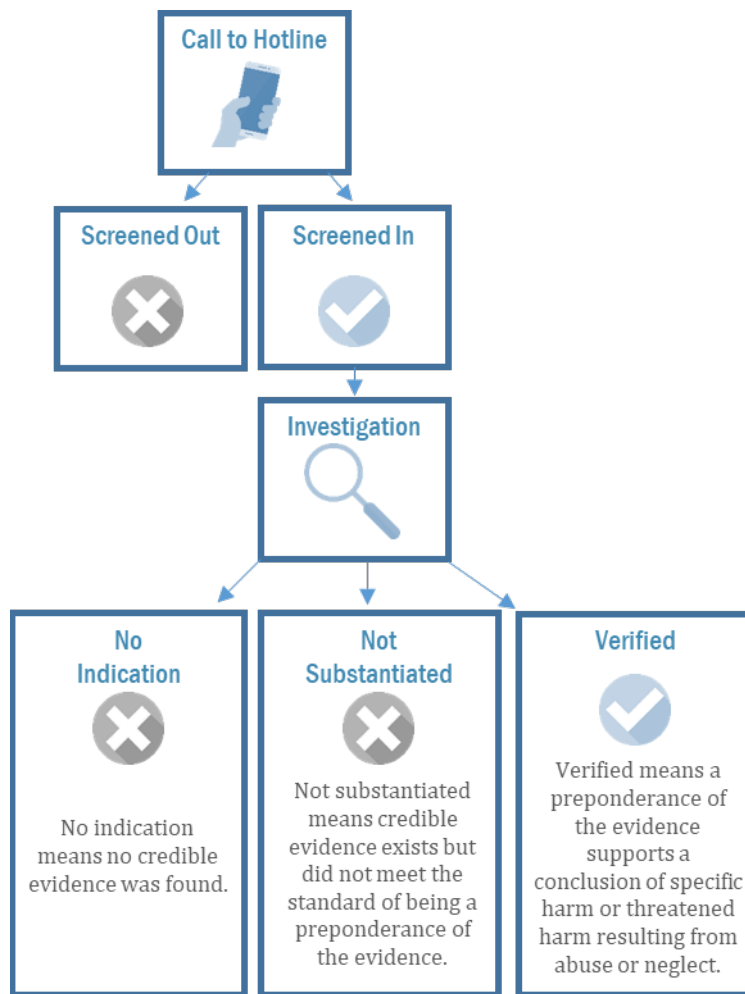 Call to Hotline
Screened Out
Screened In
Investigation
No
Indication
No indication
means no credible
evidence was found.
Not
Substantiated
Not substantiated
means credible
evidence exists but
did not meet the
standard of being a
preponderance of
the evidence.
Verified
Verified means a
preponderance of
the evidence
supports a
conclusion of specific
harm or threatened
harm resulting from
abuse or neglect.